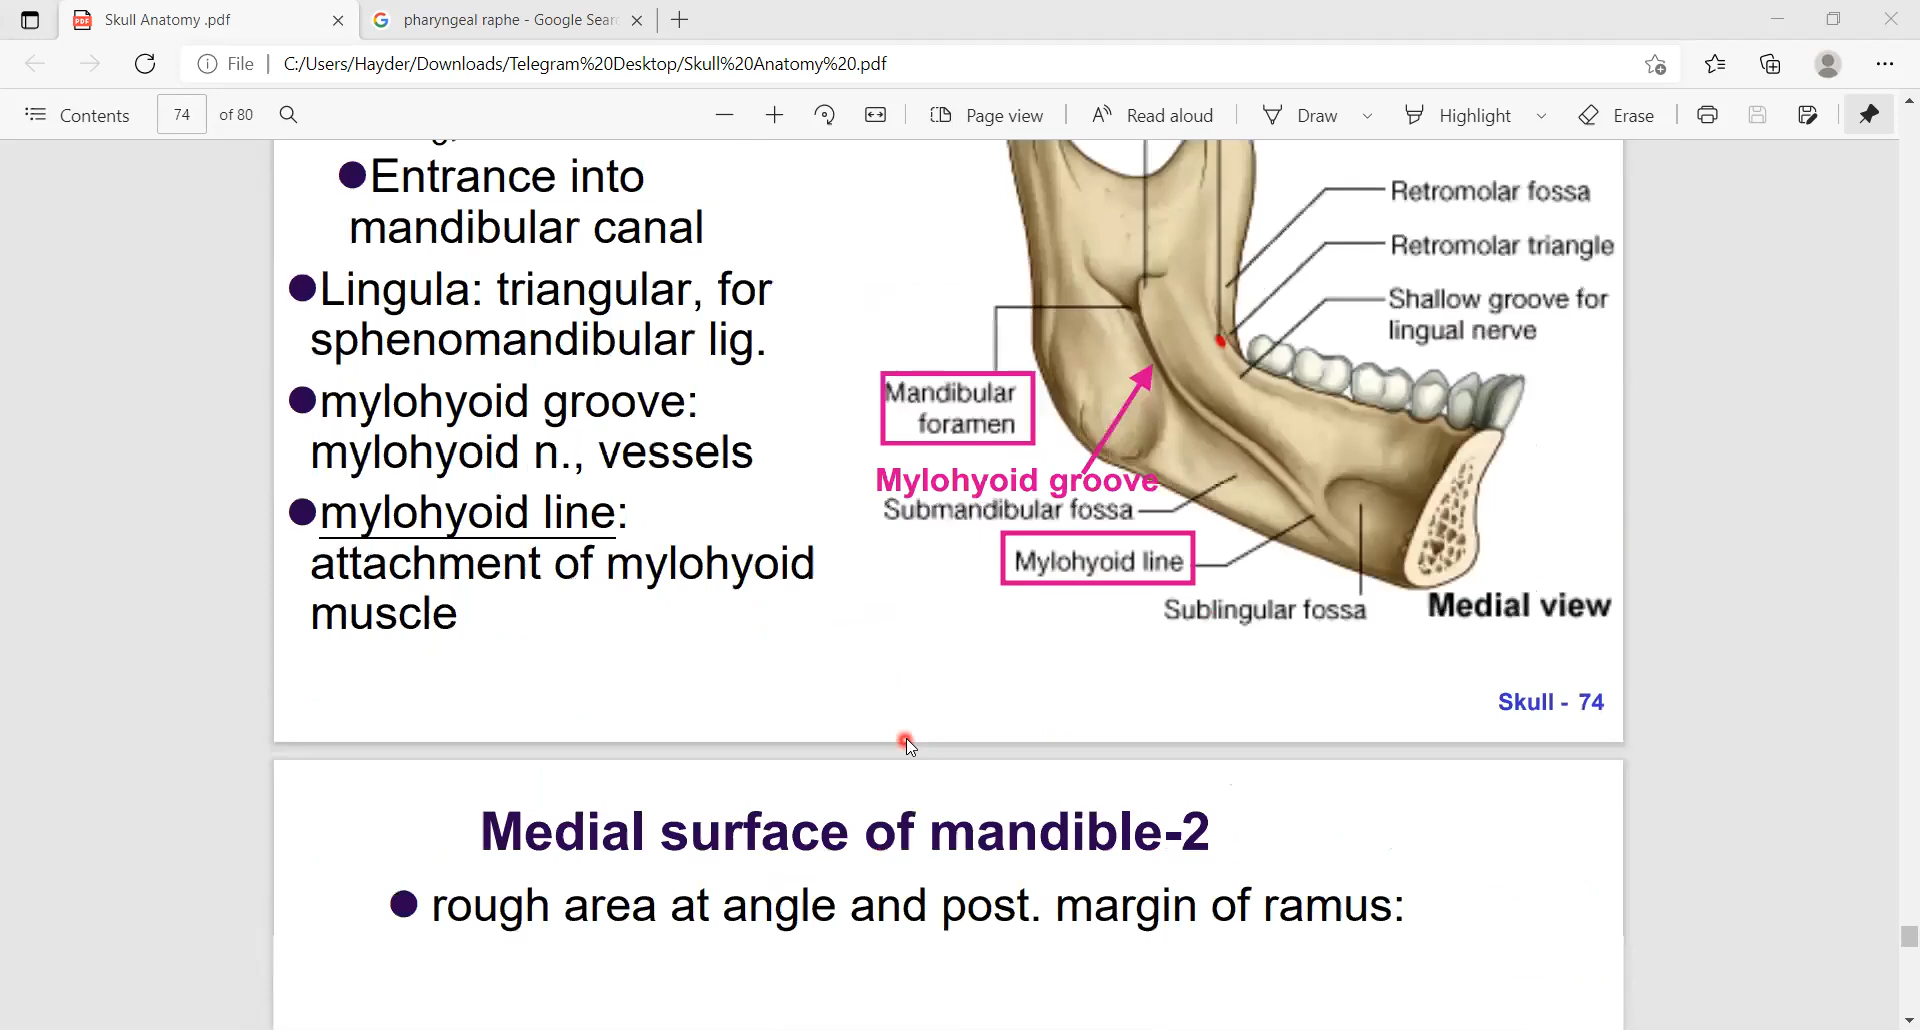 Skull Anatomy .pdf
pharyngeal raphe - Google Sear
File
C:/Users/Hayder/Downloads/Telegram%20Desktop/Skull%20Anatomy%20.pdf
Contents
74
of 80
Page view
Read aloud
Draw
Highlight
Erase
Entrance into
mandibular canal
Lingula: triangular, for
sphenomandibular lig.
mylohyoid groove:
mylohyoid n., vessels
mylohyoid line:
attachment of mylohyoid
muscle
Retromolar fossa
Retromolar triangle
Shallow groove for
lingual nerve
Mandibular
foramen
Mylohyoid groove
Submandibular fossa
Mylohyoid line
Sublingular fossa
Medial view
Skull - 74
Medial surface of mandible-2
rough area at angle and post. margin of ramus: